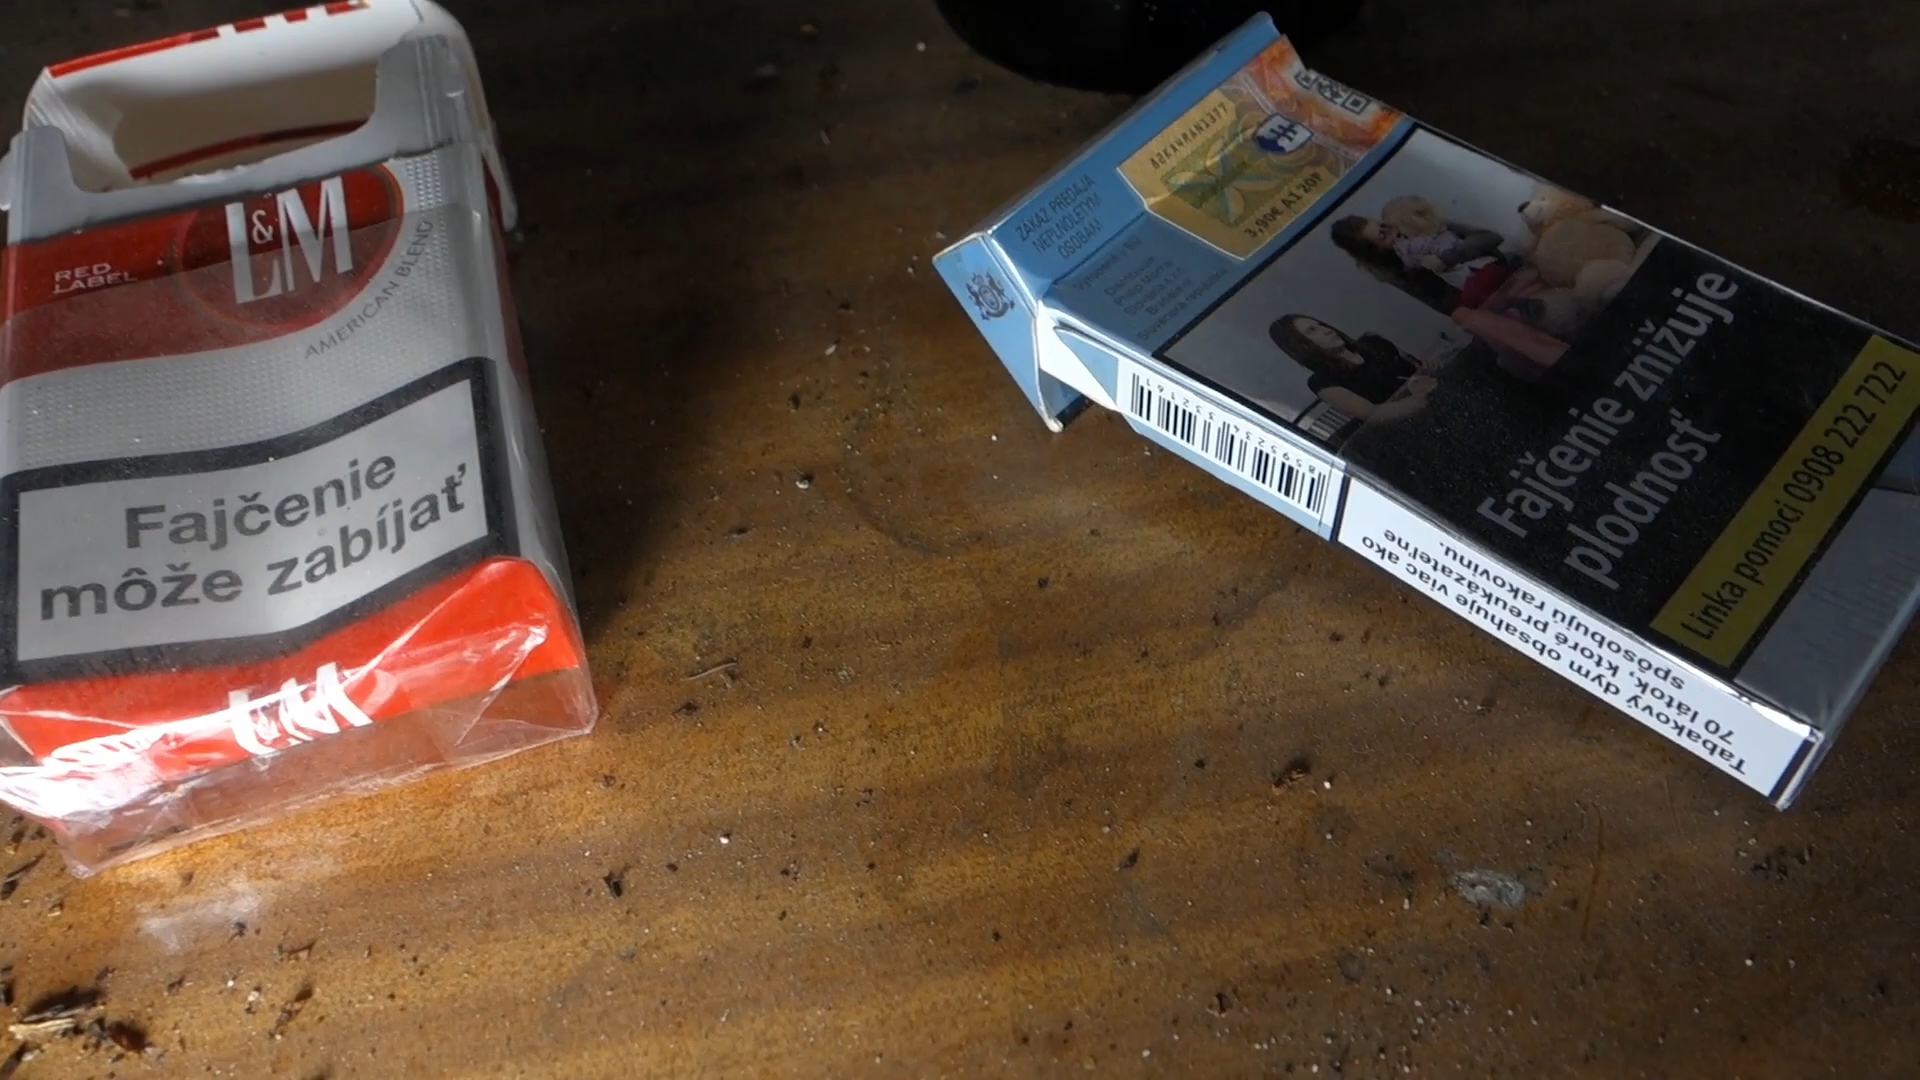 L&M
RED
LABEL
AMERICAN BLEND
Fajčenie
môže zabíjať
L&M
ZÁKAZ PREDAJA
NEPLNOLETÝM
OSOBÁM
3,90€ A1 20P
Fajčenie znižuje
plodnosť
Linka pomoci 0908 222 722
Tabakový dym obsahuje viac ako
70 látok, ktoré preukázateľne
spôsobujú rakovinu.